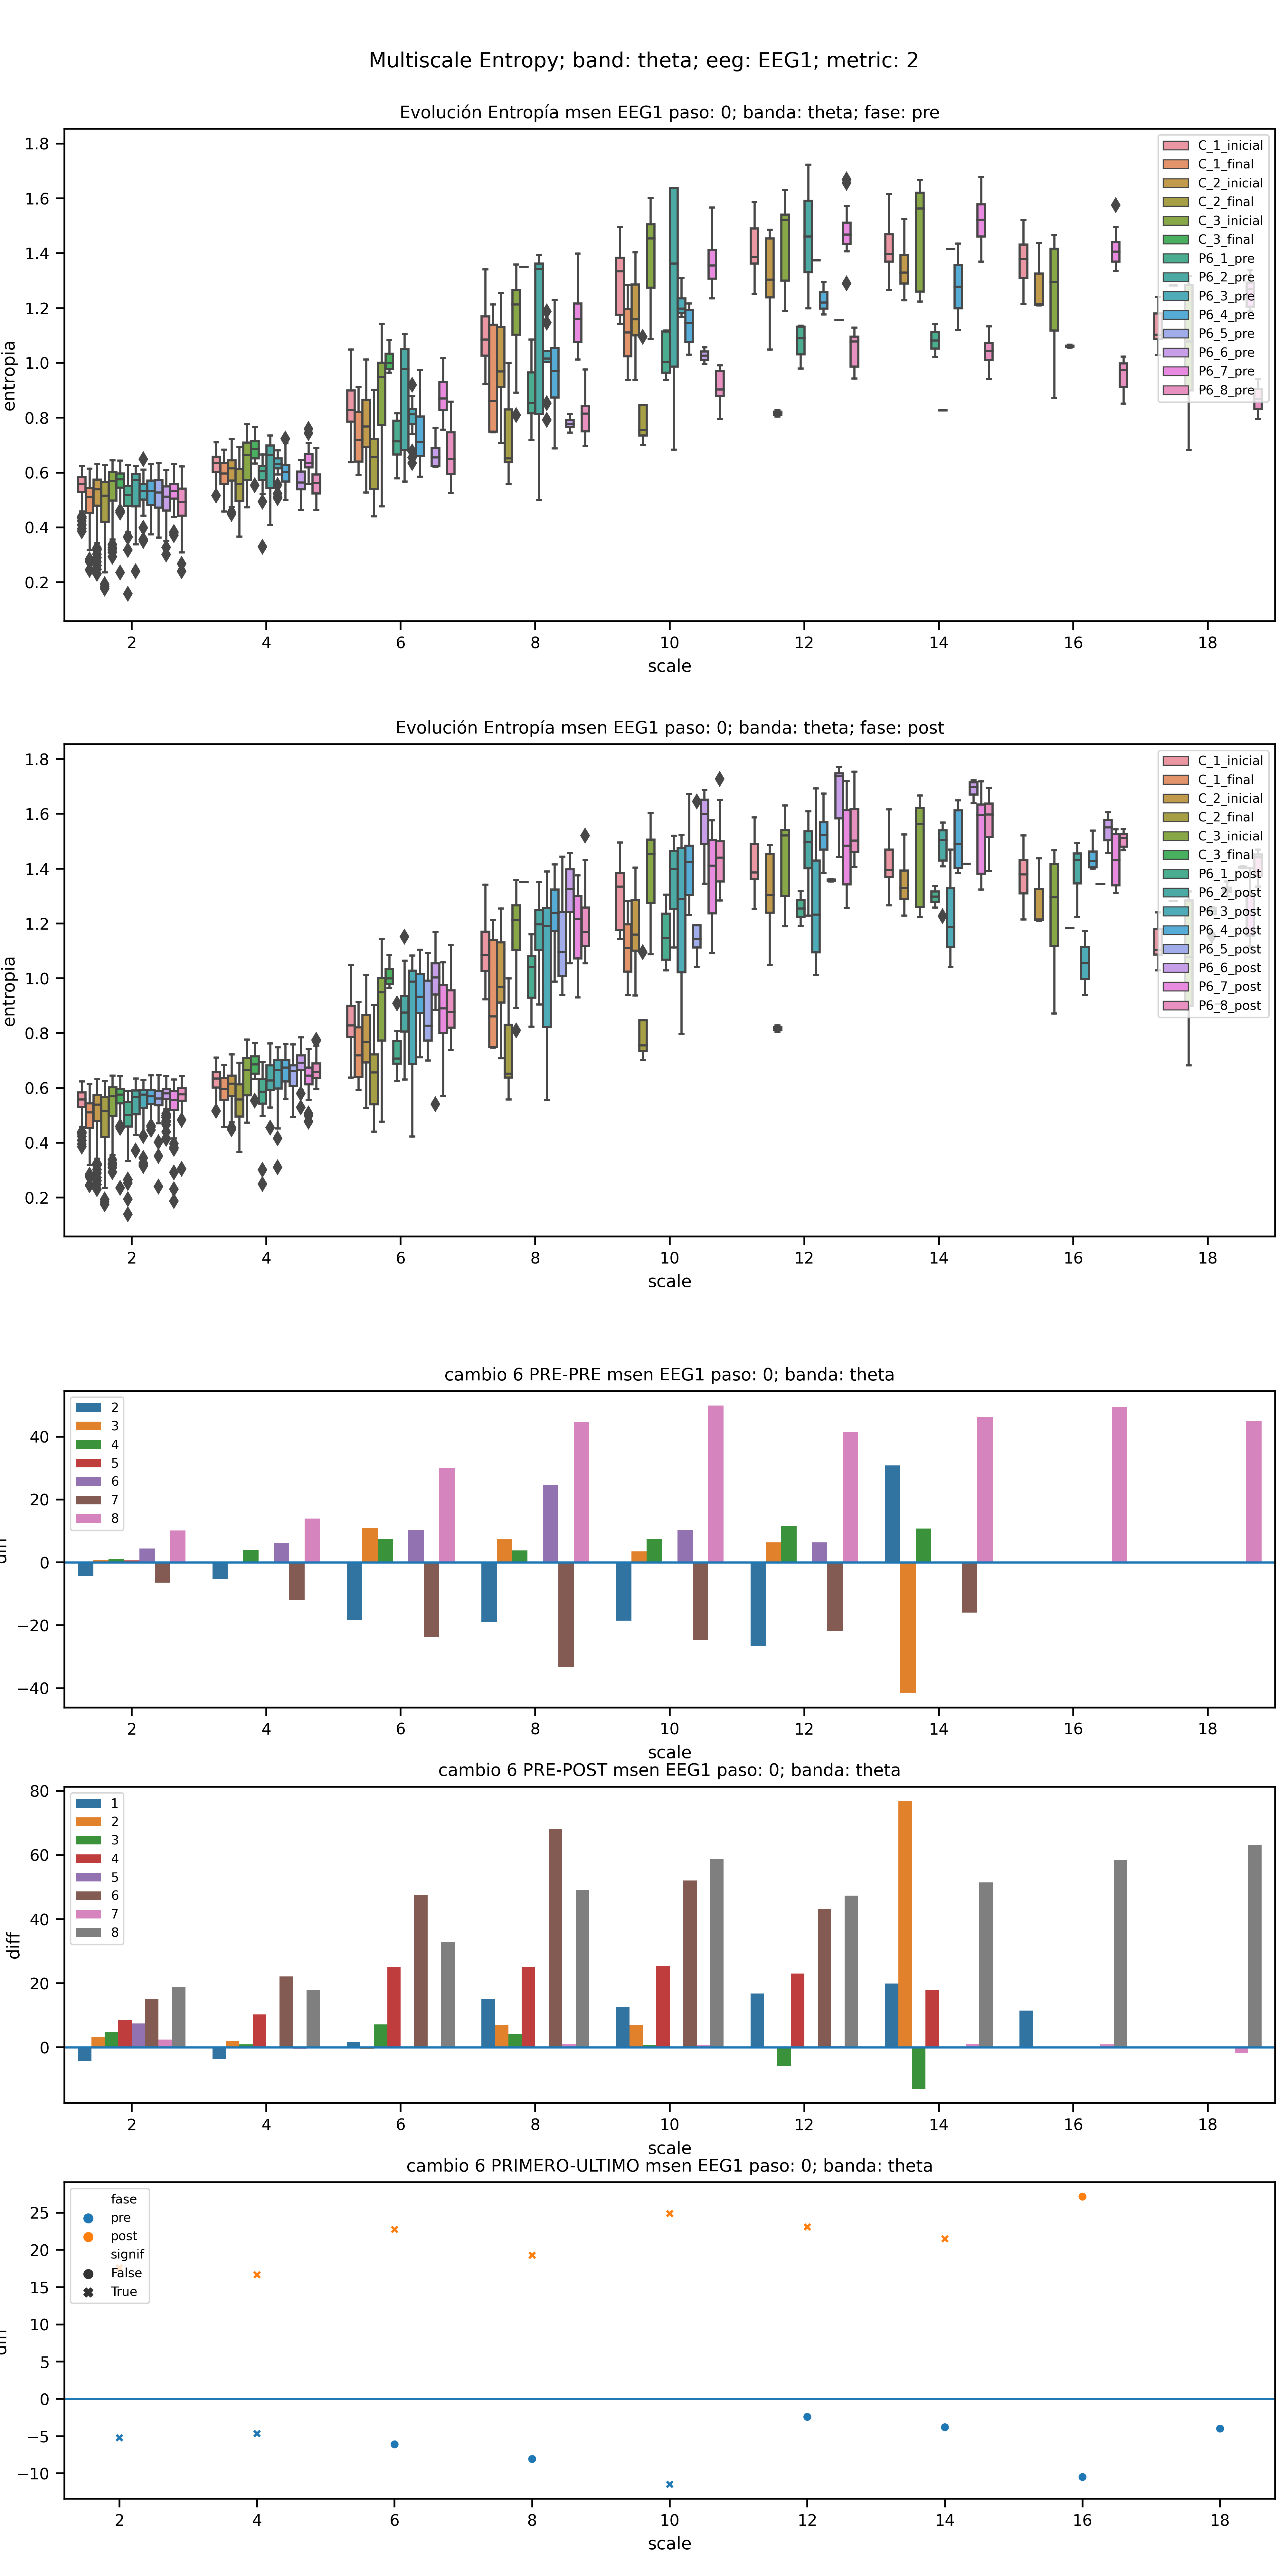 Multiscale Entropy; band: theta; eeg: EEG1; metric: 2
Evolución Entropía msen EEG1 paso: 0; banda: theta; fase: pre
entropia
1.8
1.6
1.4
1.2
1.0
0.8
0.6
0.4
0.2
C_1_inicial
C_1_final
C_2_inicial
C_2_final
C_3_inicial
C_3_final
P6_1_pre
P6_2_pre
P6_3_pre
P6_4_pre
P6_5_pre
P6_6_pre
P6_7_pre
P6_8_pre
2 4 6 8 10 12 14 16 18
scale
Evolución Entropía msen EEG1 paso: 0; banda: theta; fase: post
entropia
1.8
1.6
1.4
1.2
1.0
0.8
0.6
0.4
0.2
C_1_inicial
C_1_final
C_2_inicial
C_2_final
C_3_inicial
C_3_final
P6_1_post
P6_2_post
P6_3_post
P6_4_post
P6_5_post
P6_6_post
P6_7_post
P6_8_post
2 4 6 8 10 12 14 16 18
scale
cambio 6 PRE-PRE msen EEG1 paso: 0; banda: theta
40
20
0
−20
−40
2
3
4
5
6
7
8
2 4 6 8 10 12 14 16 18
scale
cambio 6 PRE-POST msen EEG1 paso: 0; banda: theta
diff
80
60
40
20
0
1
2
3
4
5
6
7
8
2 4 6 8 10 12 14 16 18
scale
cambio 6 PRIMERO-ULTIMO msen EEG1 paso: 0; banda: theta
25
20
15
10
5
0
−5
−10
fase
pre
post
signif
False
True
2 4 6 8 10 12 14 16 18
scale